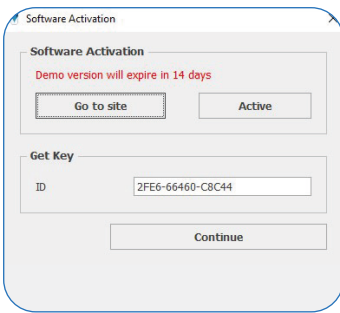 Software Activation
Software Activation
Demo version will expire in 14 days
Go to site Active
Get Key
ID 2FE6-66460-C8C44
Continue